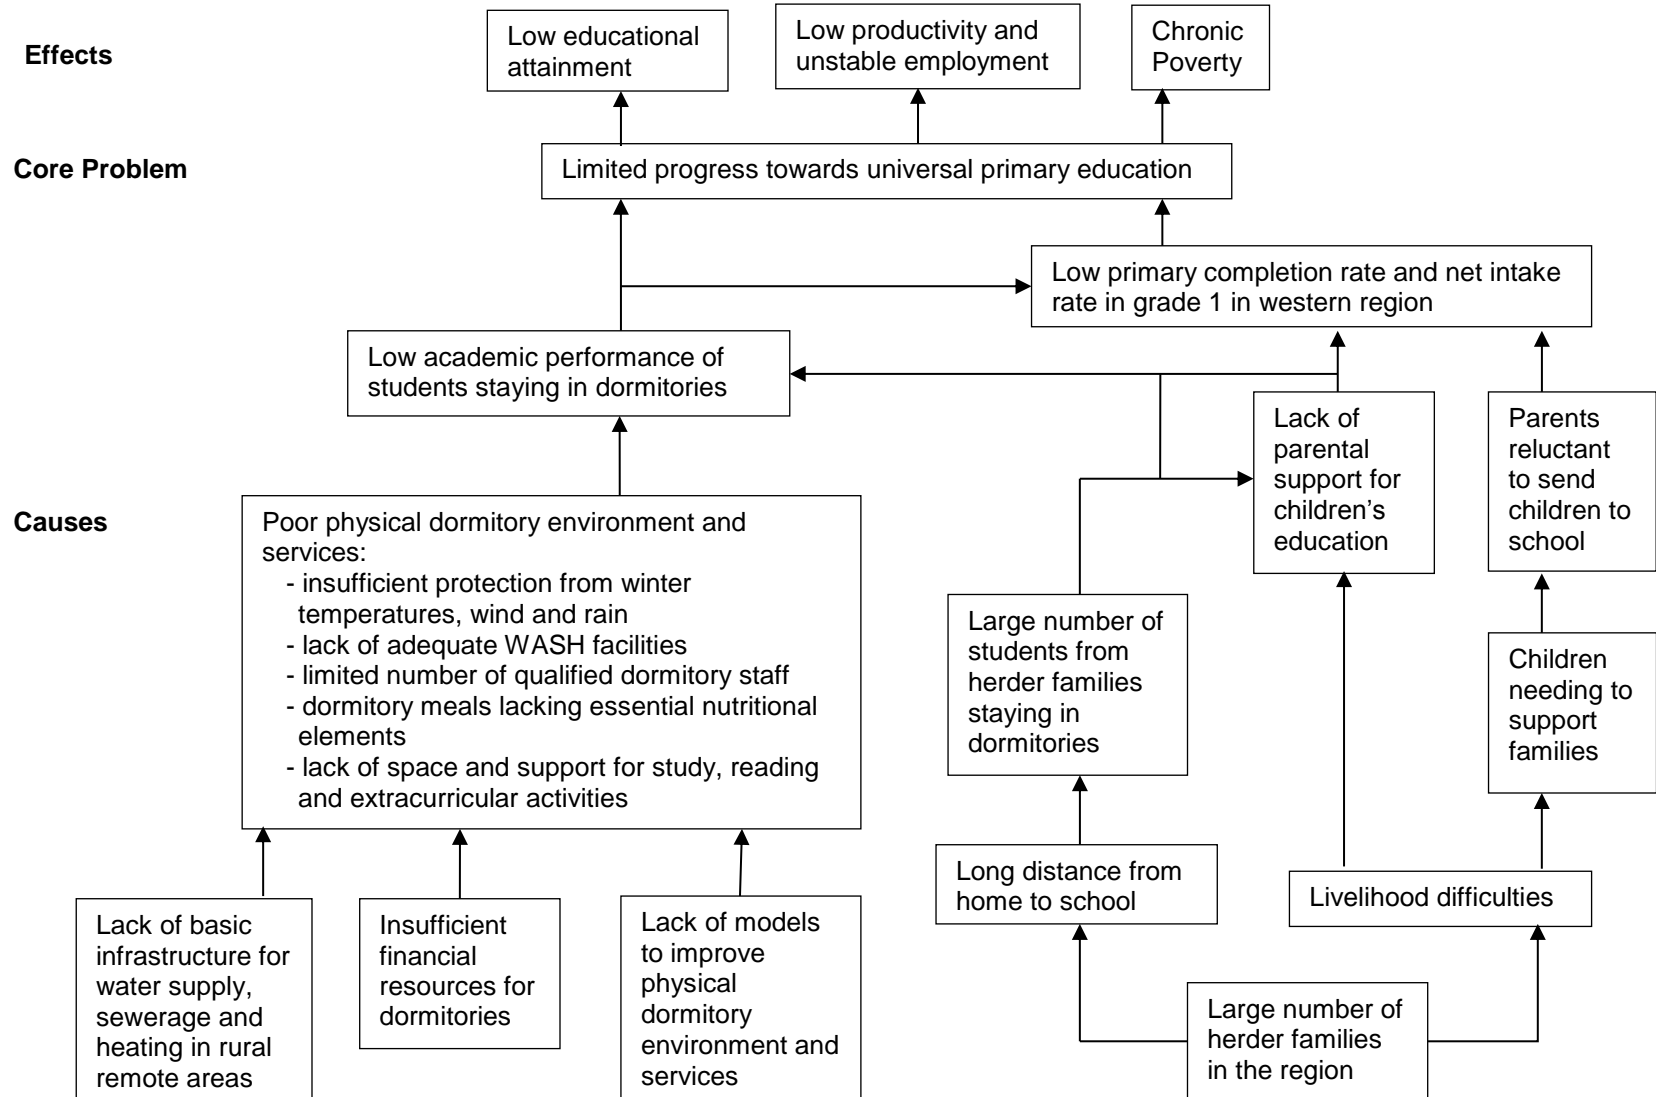 Effects
Low educational
attainment
Low productivity and
unstable employment
Chronic
Poverty
Core Problem
Limited progress towards universal primary education
Low primary completion rate and net intake
rate in grade 1 in western region
Low academic performance of
students staying in dormitories
Lack of
parental
support for
children’s
education
Parents
reluctant
to send
children to
school
Causes
Poor physical dormitory environment and
services:
- insufficient protection from winter
temperatures, wind and rain
- lack of adequate WASH facilities
- limited number of qualified dormitory staff
- dormitory meals lacking essential nutritional
elements
- lack of space and support for study, reading
and extracurricular activities
Large number of
students from
herder families
staying in
dormitories
Children
needing to
support
families
Long distance from
home to school
Livelihood difficulties
Lack of basic
infrastructure for
water supply,
sewerage and
heating in rural
remote areas
Insufficient
financial
resources for
dormitories
Lack of models
to improve
physical
dormitory
environment and
services
Large number of
herder families
in the region